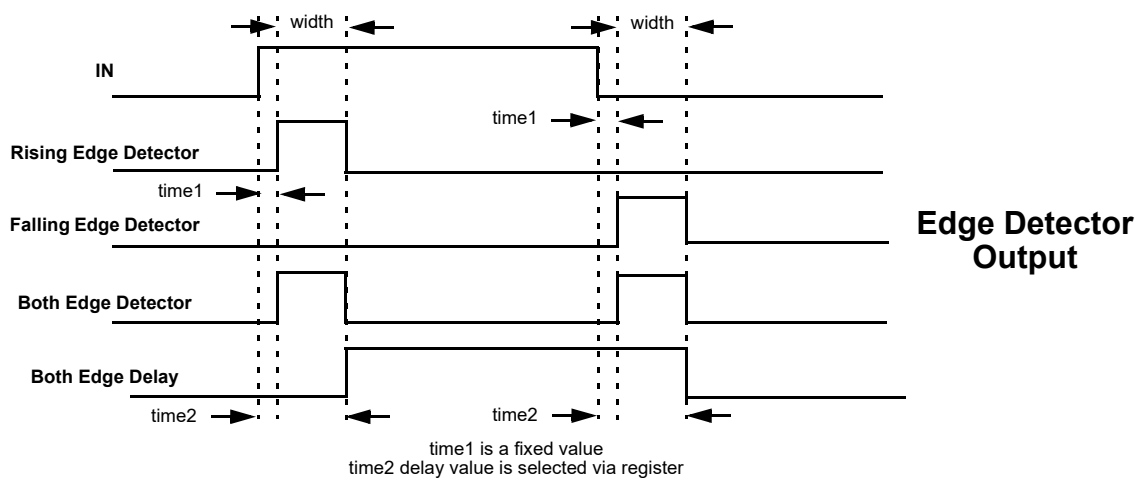 width
width
IN
time1
Rising Edge Detector
time1
Falling Edge Detector
Edge Detector
Output
Both Edge Detector
Both Edge Delay
time2
time2
time1 is a fixed value
time2 delay value is selected via register